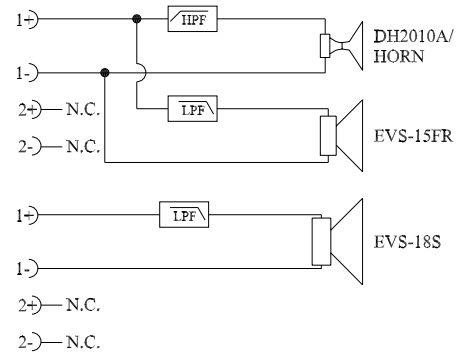 1+
HPF
DH2010A/
HORN
1-
2+ N.C.
LPF
2- N.C.
EVS-15FR
1+
LPF
EVS-18S
1-
2+ N.C.
2- N.C.